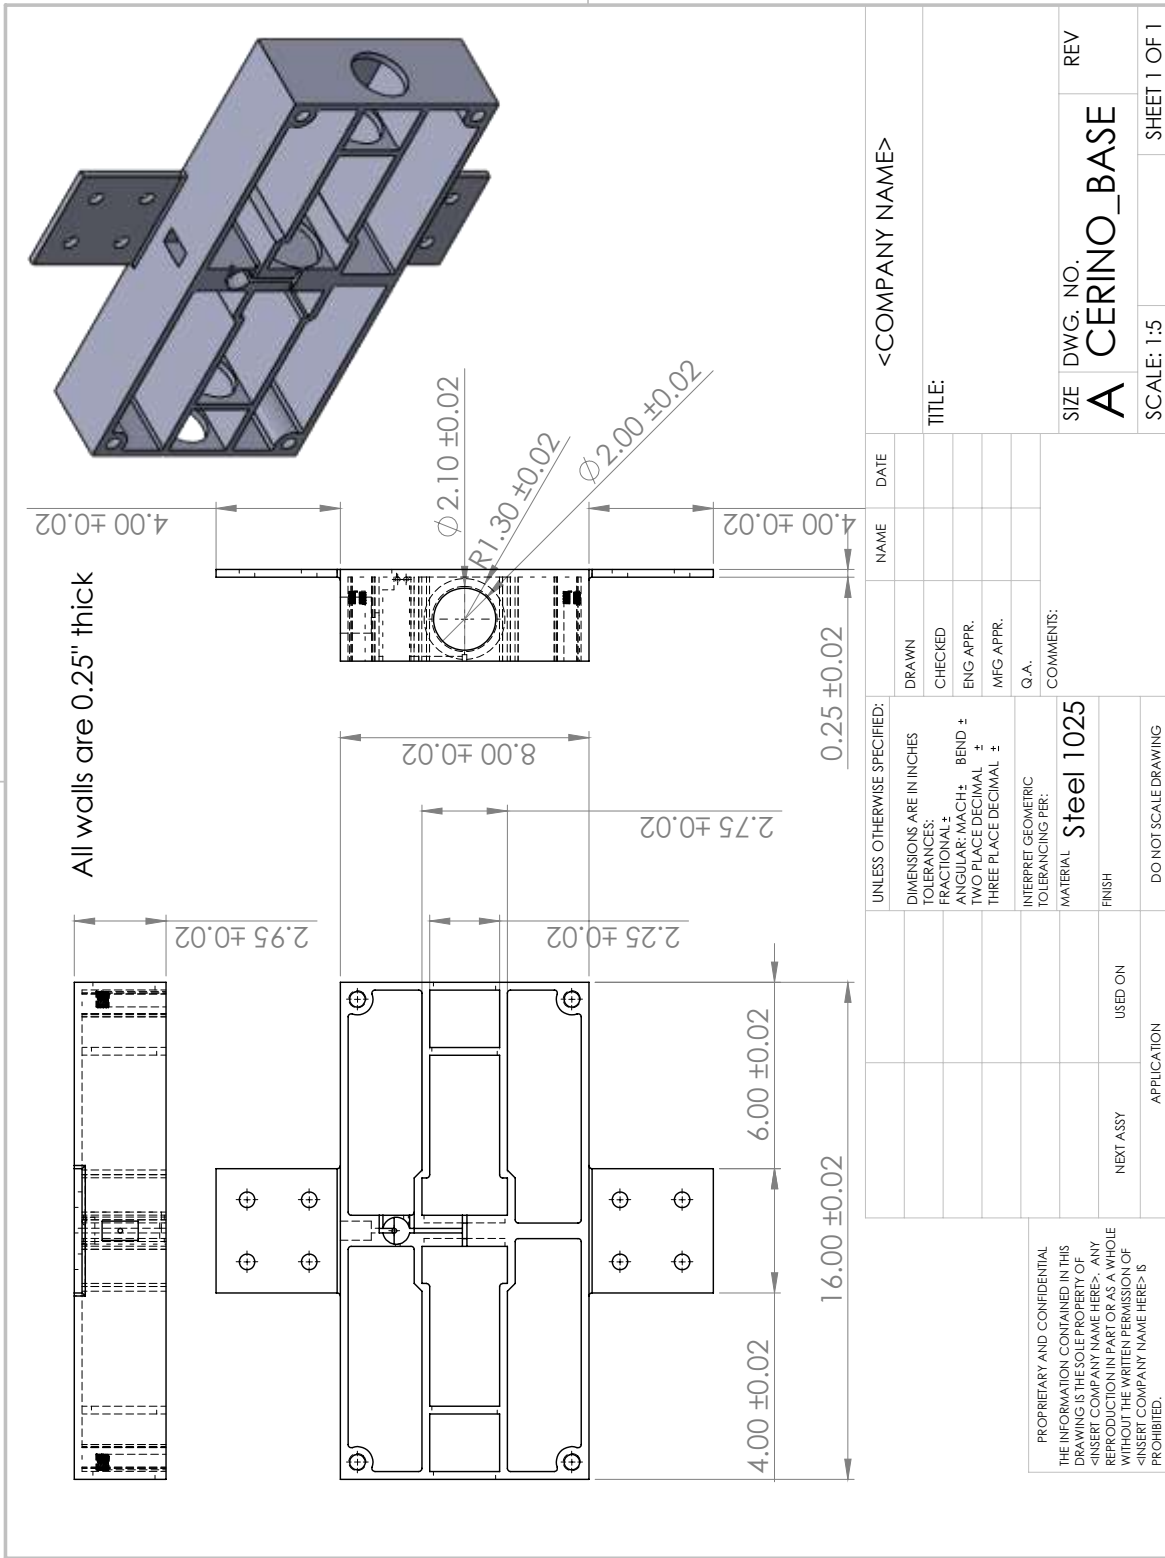 All walls are 0.25" thick
2.95 ±0.02
4.00 ±0.02
8.00 ±0.02
2.75 ±0.02
2.25 ±0.02
∅2.10 ±0.02
R1.30 ±0.02
∅2.00 ±0.02
4.00 ±0.02
0.25 ±0.02
6.00 ±0.02
4.00 ±0.02
16.00 ±0.02
PROPRIETARY AND CONFIDENTIAL
THE INFORMATION CONTAINED IN THIS
DRAWING IS THE SOLE PROPERTY OF
<INSERT COMPANY NAME HERE>. ANY
REPRODUCTION IN PART OR AS A WHOLE
WITHOUT THE WRITTEN PERMISSION OF
<INSERT COMPANY NAME HERE> IS
PROHIBITED.
NEXT ASSY
USED ON
APPLICATION
UNLESS OTHERWISE SPECIFIED:
DIMENSIONS ARE IN INCHES
TOLERANCES:
FRACTIONAL ±
ANGULAR: MACH ± BEND ±
TWO PLACE DECIMAL ±
THREE PLACE DECIMAL ±
INTERPRET GEOMETRIC
TOLERANCING PER:
MATERIAL
Steel 1025
FINISH
DO NOT SCALE DRAWING
NAME
DATE
DRAWN
CHECKED
ENG APPR.
MFG APPR.
Q.A.
COMMENTS:
<COMPANY NAME>
TITLE:
SIZE
A
DWG. NO.
CERINO_BASE
REV
SCALE: 1:5
SHEET 1 OF 1